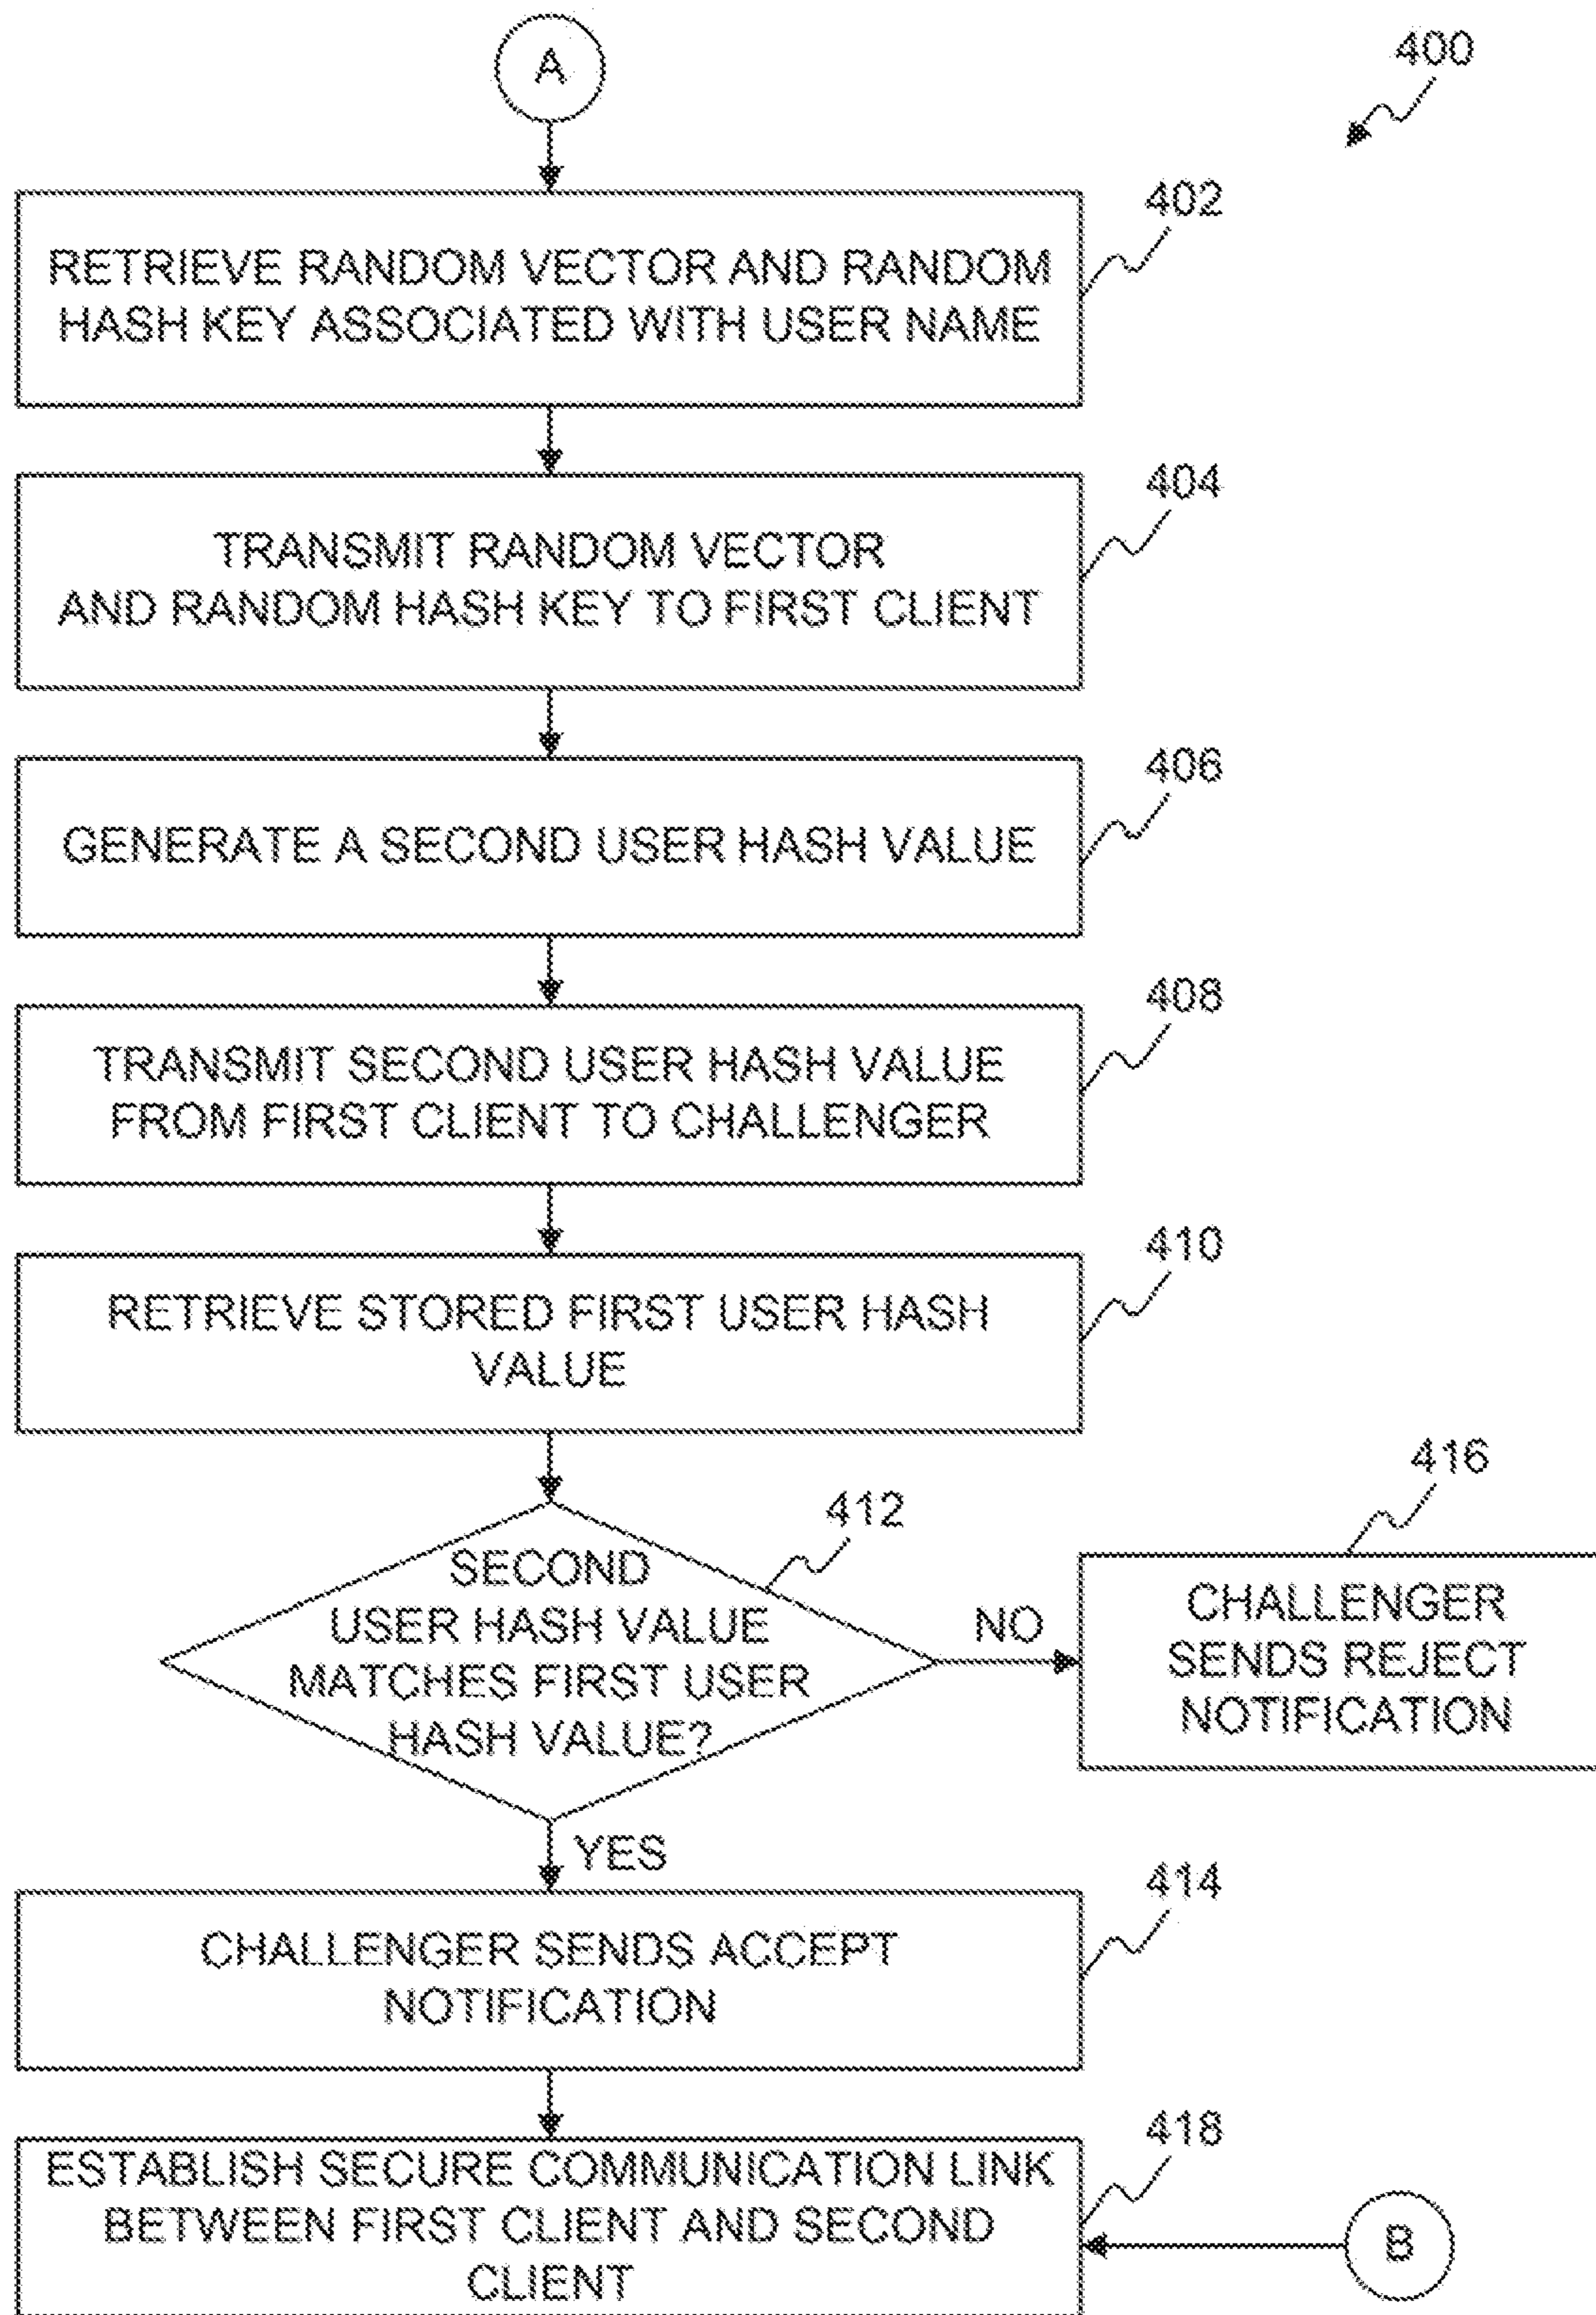 A
400
402
RETRIEVE RANDOM VECTOR AND RANDOM
HASH KEY ASSOCIATED WITH USER NAME
404
TRANSMIT RANDOM VECTOR
AND RANDOM HASH KEY TO FIRST CLIENT
406
GENERATE A SECOND USER HASH VALUE
408
TRANSMIT SECOND USER HASH VALUE
FROM FIRST CLIENT TO CHALLENGER
410
RETRIEVE STORED FIRST USER HASH
VALUE
412
SECOND
USER HASH VALUE
MATCHES FIRST USER
HASH VALUE?
NO
416
CHALLENGER
SENDS REJECT
NOTIFICATION
YES
414
CHALLENGER SENDS ACCEPT
NOTIFICATION
418
ESTABLISH SECURE COMMUNICATION LINK
BETWEEN FIRST CLIENT AND SECOND
CLIENT
B